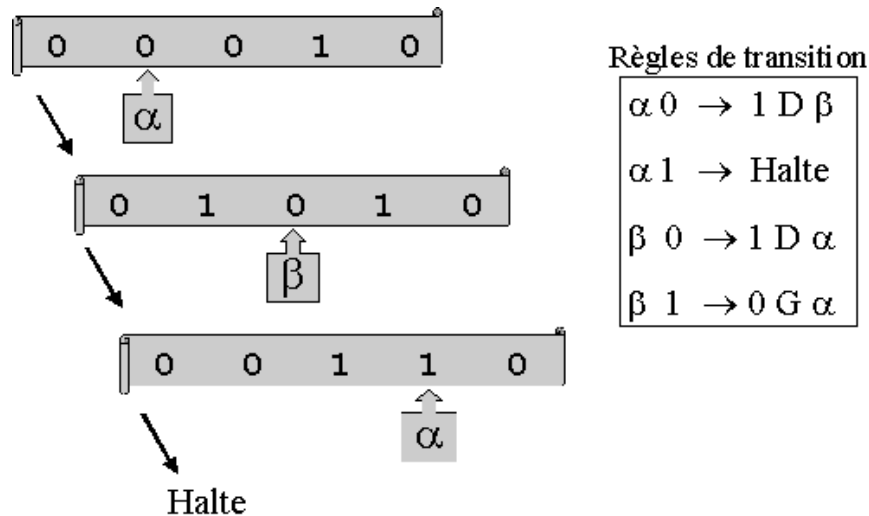 0 0 0 1 0
α
0 1 0 1 0
β
0 0 1 1 0
α
Halte
Règles de transition
α 0 → 1 D β
α 1 → Halte
β 0 → 1 D α
β 1 → 0 G α